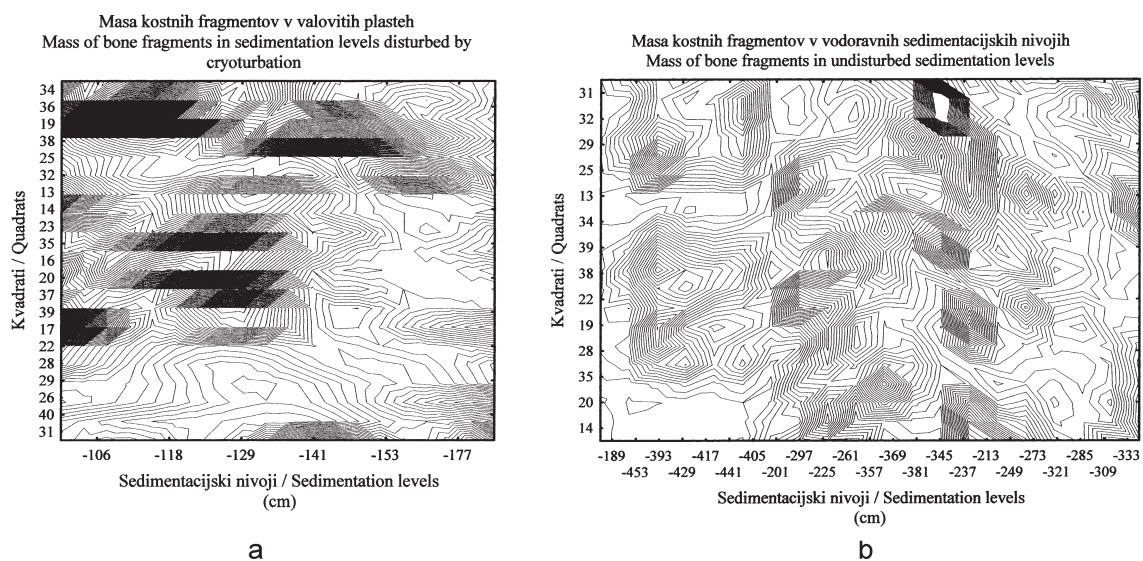 Masa kostnih fragmentov v valovitih plasteh
Mass of bone fragments in sedimentation levels disturbed by
cryoturbation
Kvadrati / Quadrats
34
36
19
38
25
32
13
14
23
35
16
20
37
39
17
22
28
29
26
40
31
-106 -118 -129 -141 -153 -177
Sedimentacijski nivoji / Sedimentation levels
(cm)
a
Masa kostnih fragmentov v vodoravnih sedimentacijskih nivojih
Mass of bone fragments in undisturbed sedimentation levels
Kvadrati / Quadrats
31
32
29
25
13
34
39
38
22
19
28
35
20
14
-189 -393 -417 -405 -297 -261 -357 -345 -213 -273 -285 -333
-453 -429 -441 -201 -225 -357 -381 -237 -249 -321 -309
Sedimentacijski nivoji / Sedimentation levels
(cm)
b